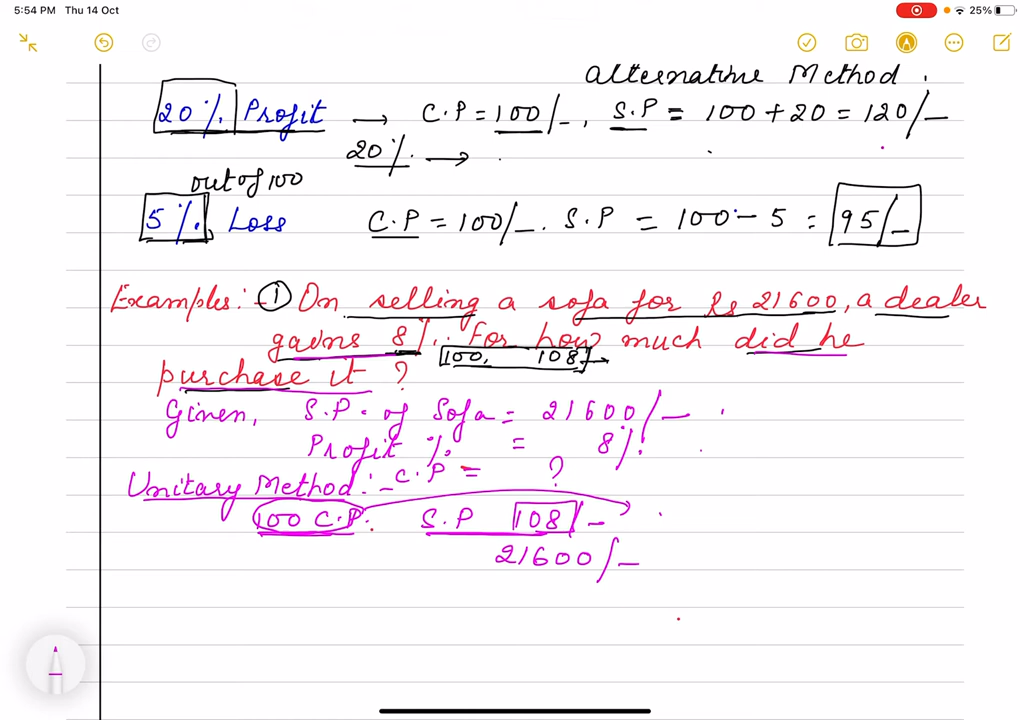 5:54 PM Thu 14 Oct 25%
Alternative Method.
20% Profit → C.P = 100/-, S.P = 100 + 20 = 120/-
20% →
out of 100
5% Loss C.P = 100/-. S.P = 100 - 5 = 95/-
Examples:- ① On selling a sofa for Rs 21600, a dealer
gains 8%. For how much did he
100, 108
purchase it ?
Given, S.P. of Sofa = 21600/-
Profit % = 8%
Unitary Method:- C.P = ?
100 C.P. S.P 108/-
21600/-